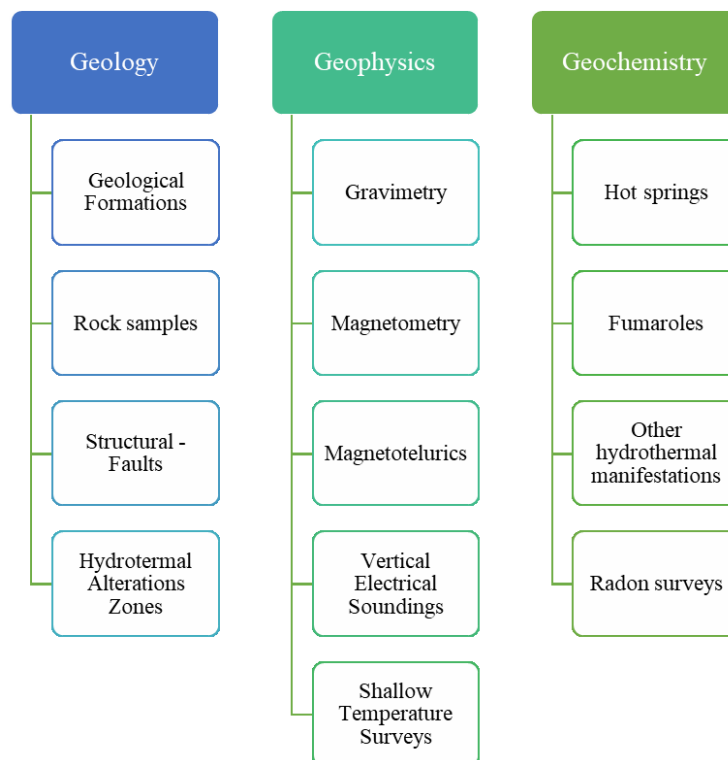 Geology
Geological
Formations
Rock samples
Structural -
Faults
Hydrotermal
Alterations
Zones
Geophysics
Gravimetry
Magnetometry
Magnetotelurics
Vertical
Electrical
Soundings
Shallow
Temperature
Surveys
Geochemistry
Hot springs
Fumaroles
Other
hydrothermal
manifestations
Radon surveys